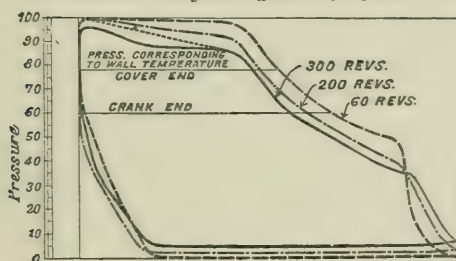 100
90
80
70
60
50
40
30
20
10
0
Pressure
PRESS. CORRESPONDING
TO WALL TEMPERATURE
COVER END
CRANK END
300 REVS.
200 REVS.
60 REVS.